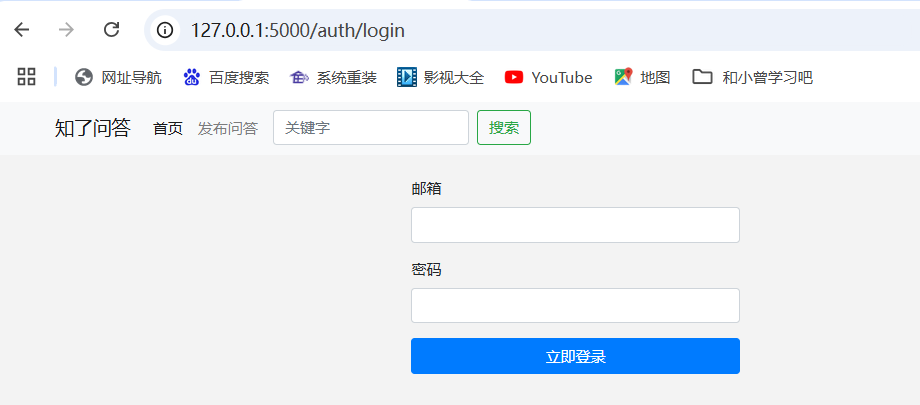 127.0.0.1:5000/auth/login
网址导航 百度搜索 系统重装 影视大全 YouTube 地图 和小曾学习吧
知了问答 首页 发布问答 关键字 搜索
邮箱
密码
立即登录